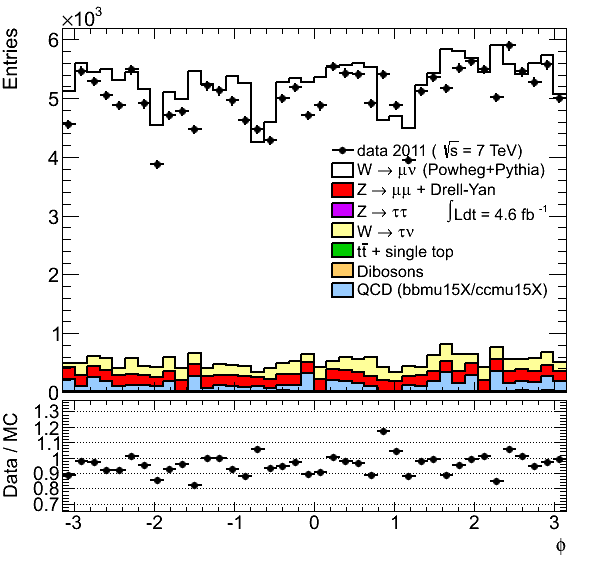 ×10³
Entries
6
5
4
3
2
1
0
data 2011 ( √s = 7 TeV)
W → μν (Powheg+Pythia)
Z → μμ + Drell-Yan
Z → ττ
∫Ldt = 4.6 fb⁻¹
W → τν
tt̄ + single top
Dibosons
QCD (bbmu15X/ccmu15X)
Data / MC
1.3
1.2
1.1
1
0.9
0.8
0.7
-3 -2 -1 0 1 2 3
ϕ